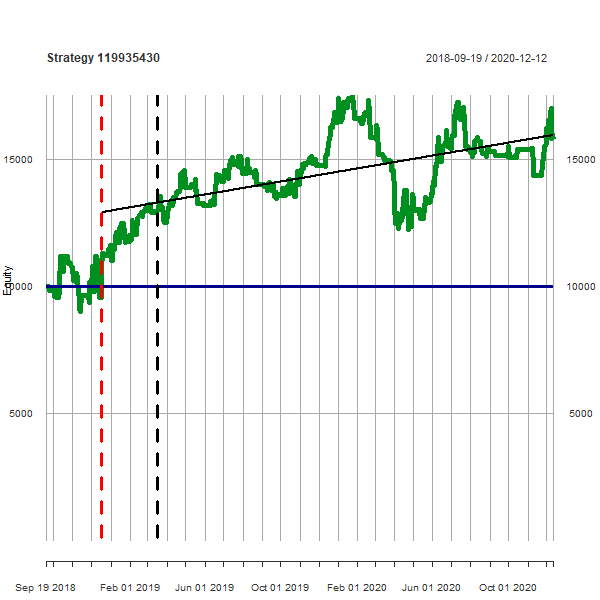 Strategy 119935430
2018-09-19 / 2020-12-12
15000
15000
Equity
10000
10000
5000
5000
Sep 19 2018
Feb 01 2019
Jun 01 2019
Oct 01 2019
Feb 01 2020
Jun 01 2020
Oct 01 2020